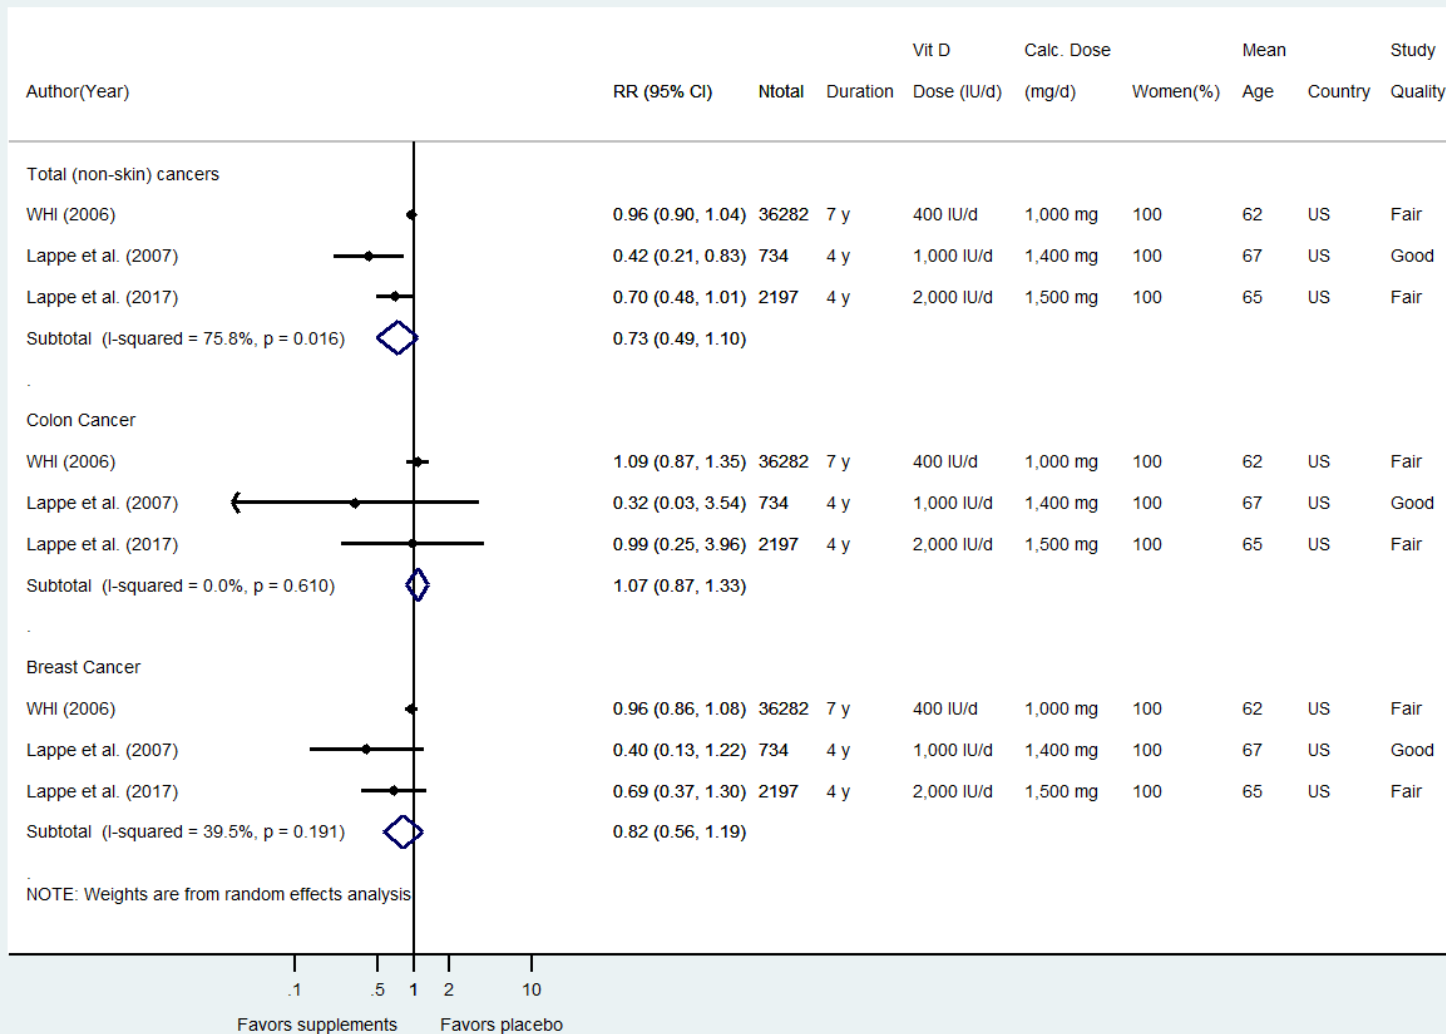 Vit D Calc. Dose Mean Study
Author(Year) RR (95% CI) Ntotal Duration Dose (IU/d) (mg/d) Women(%) Age Country Quality
Total (non-skin) cancers
WHI (2006) 0.96 (0.90, 1.04) 36282 7 y 400 IU/d 1,000 mg 100 62 US Fair
Lappe et al. (2007) 0.42 (0.21, 0.83) 734 4 y 1,000 IU/d 1,400 mg 100 67 US Good
Lappe et al. (2017) 0.70 (0.48, 1.01) 2197 4 y 2,000 IU/d 1,500 mg 100 65 US Fair
Subtotal (I-squared = 75.8%, p = 0.016) 0.73 (0.49, 1.10)
.
Colon Cancer
WHI (2006) 1.09 (0.87, 1.35) 36282 7 y 400 IU/d 1,000 mg 100 62 US Fair
Lappe et al. (2007) 0.32 (0.03, 3.54) 734 4 y 1,000 IU/d 1,400 mg 100 67 US Good
Lappe et al. (2017) 0.99 (0.25, 3.96) 2197 4 y 2,000 IU/d 1,500 mg 100 65 US Fair
Subtotal (I-squared = 0.0%, p = 0.610) 1.07 (0.87, 1.33)
.
Breast Cancer
WHI (2006) 0.96 (0.86, 1.08) 36282 7 y 400 IU/d 1,000 mg 100 62 US Fair
Lappe et al. (2007) 0.40 (0.13, 1.22) 734 4 y 1,000 IU/d 1,400 mg 100 67 US Good
Lappe et al. (2017) 0.69 (0.37, 1.30) 2197 4 y 2,000 IU/d 1,500 mg 100 65 US Fair
Subtotal (I-squared = 39.5%, p = 0.191) 0.82 (0.56, 1.19)
.
NOTE: Weights are from random effects analysis
.1 .5 1 2 10
Favors supplements Favors placebo